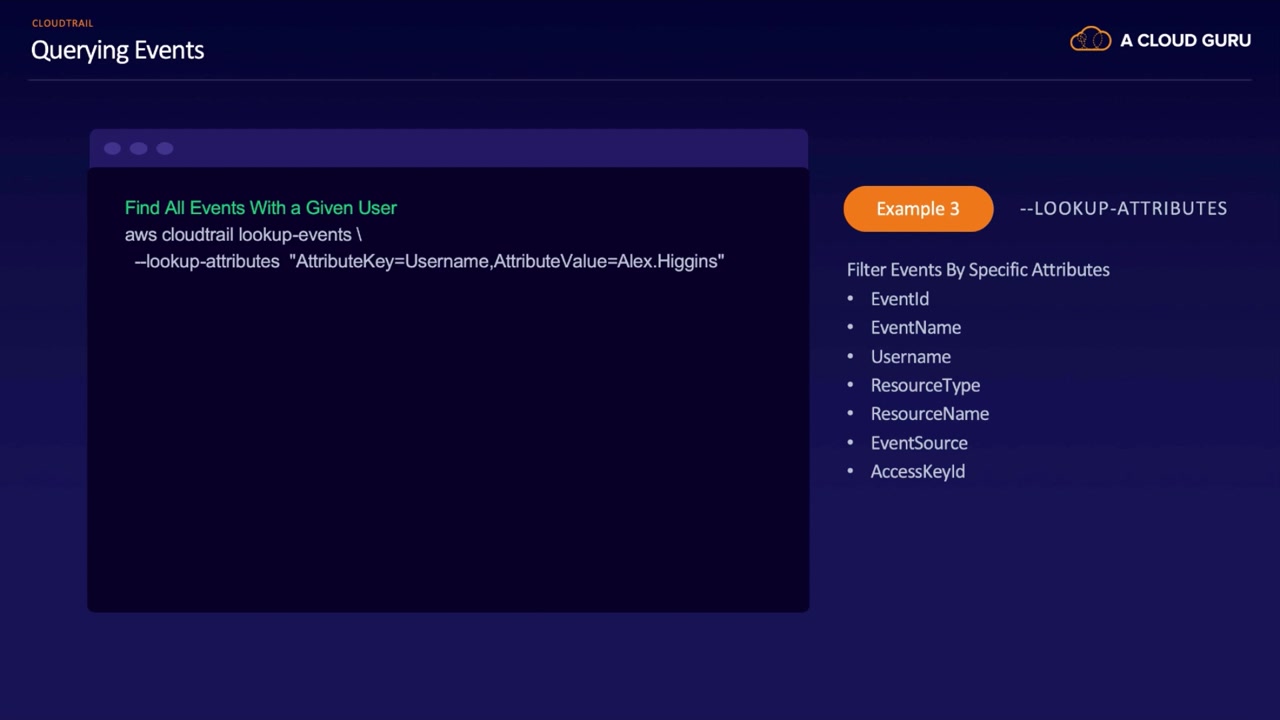 CLOUDTRAIL
Querying Events
A CLOUD GURU
Find All Events With a Given User
aws cloudtrail lookup-events \
--lookup-attributes "AttributeKey=Username,AttributeValue=Alex.Higgins"
Example 3
--LOOKUP-ATTRIBUTES
Filter Events By Specific Attributes
• EventId
• EventName
• Username
• ResourceType
• ResourceName
• EventSource
• AccessKeyId